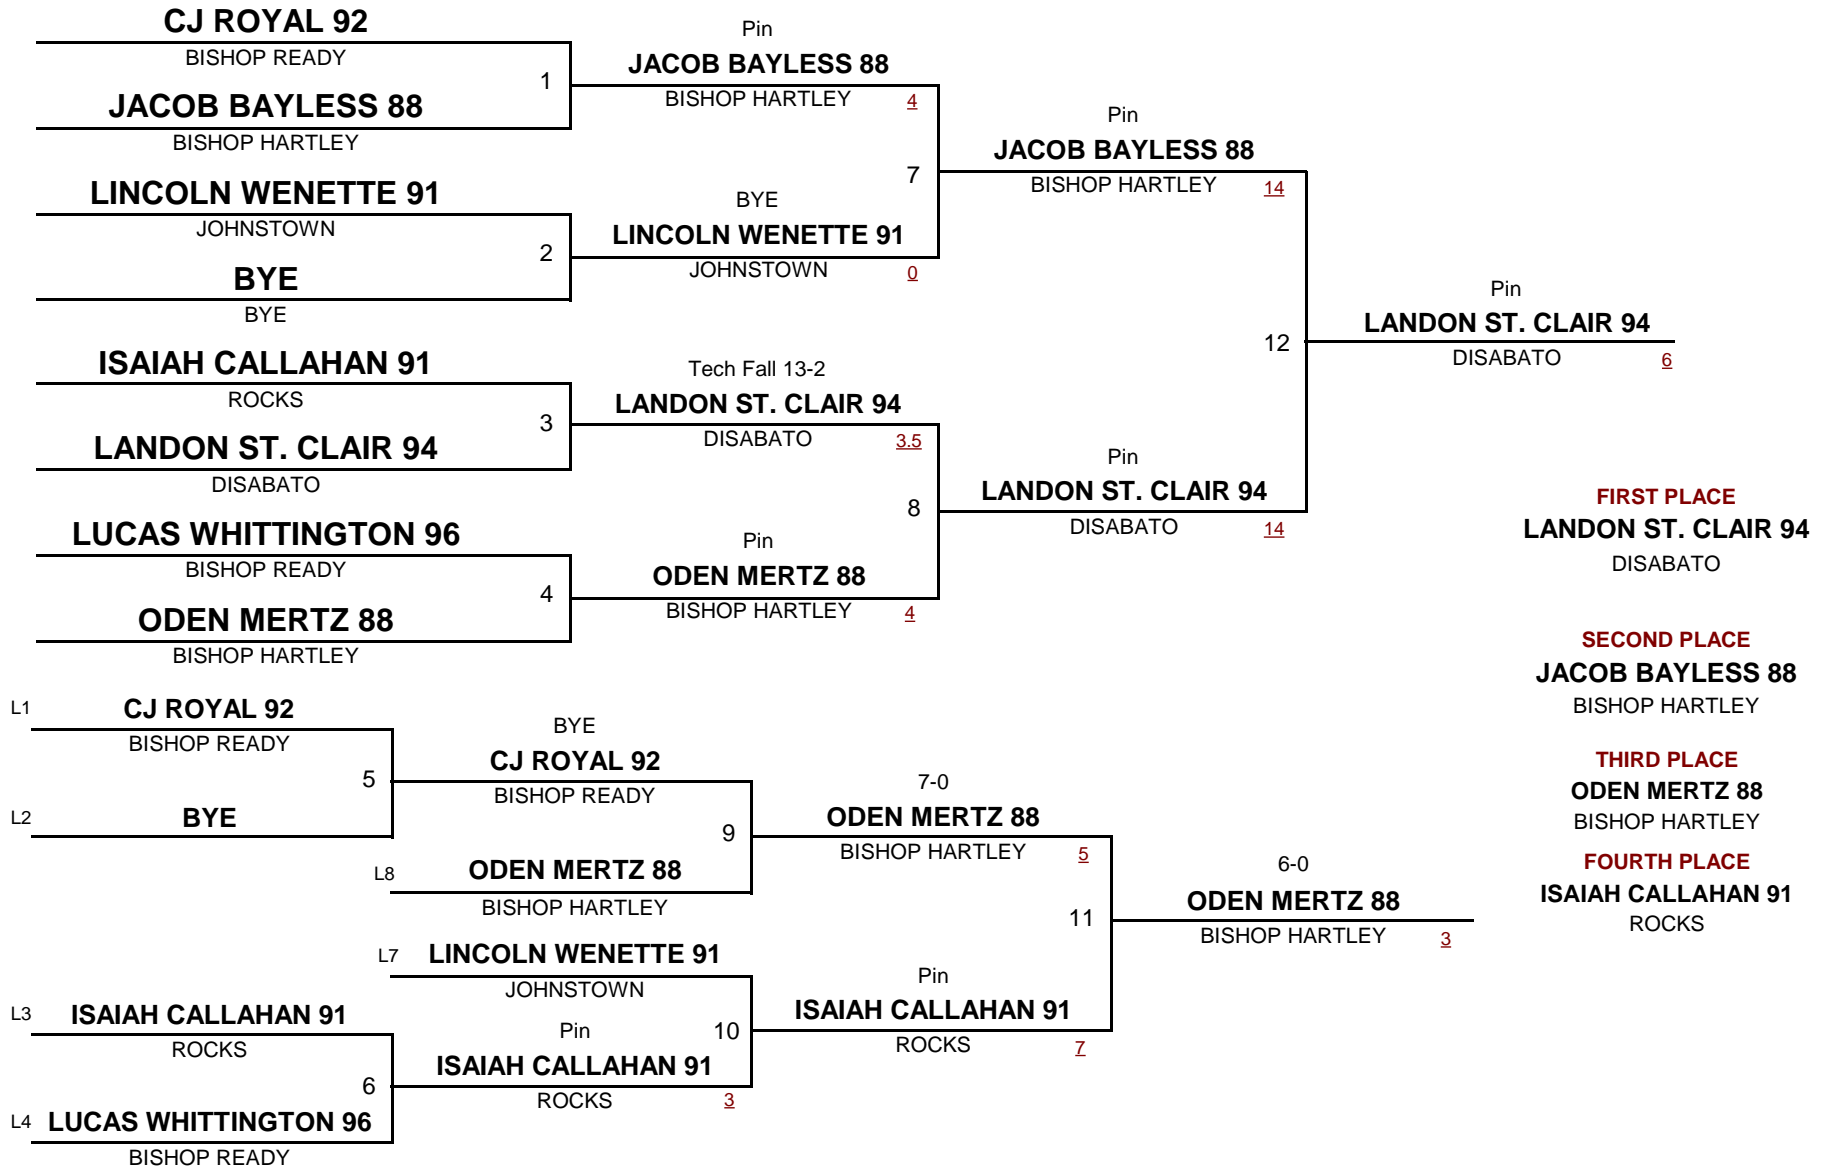 CJ ROYAL 92
BISHOP READY
1
JACOB BAYLESS 88
BISHOP HARTLEY
LINCOLN WENETTE 91
JOHNSTOWN
2
BYE
BYE
ISAIAH CALLAHAN 91
ROCKS
3
LANDON ST. CLAIR 94
DISABATO
LUCAS WHITTINGTON 96
BISHOP READY
4
ODEN MERTZ 88
BISHOP HARTLEY
Pin
JACOB BAYLESS 88
BISHOP HARTLEY 4
7
BYE
LINCOLN WENETTE 91
JOHNSTOWN 0
Tech Fall 13-2
LANDON ST. CLAIR 94
DISABATO 3.5
8
Pin
ODEN MERTZ 88
BISHOP HARTLEY 4
Pin
JACOB BAYLESS 88
BISHOP HARTLEY 14
12
Pin
LANDON ST. CLAIR 94
DISABATO 14
Pin
LANDON ST. CLAIR 94
DISABATO 6
L1 CJ ROYAL 92
BISHOP READY
5
L2 BYE
BYE
CJ ROYAL 92
BISHOP READY
9
L8 ODEN MERTZ 88
BISHOP HARTLEY
L7 LINCOLN WENETTE 91
JOHNSTOWN
10
L3 ISAIAH CALLAHAN 91
ROCKS
6
L4 LUCAS WHITTINGTON 96
BISHOP READY
Pin
ISAIAH CALLAHAN 91
ROCKS 3
7-0
ODEN MERTZ 88
BISHOP HARTLEY 5
11
Pin
ISAIAH CALLAHAN 91
ROCKS 7
6-0
ODEN MERTZ 88
BISHOP HARTLEY 3
FIRST PLACE
LANDON ST. CLAIR 94
DISABATO
SECOND PLACE
JACOB BAYLESS 88
BISHOP HARTLEY
THIRD PLACE
ODEN MERTZ 88
BISHOP HARTLEY
FOURTH PLACE
ISAIAH CALLAHAN 91
ROCKS